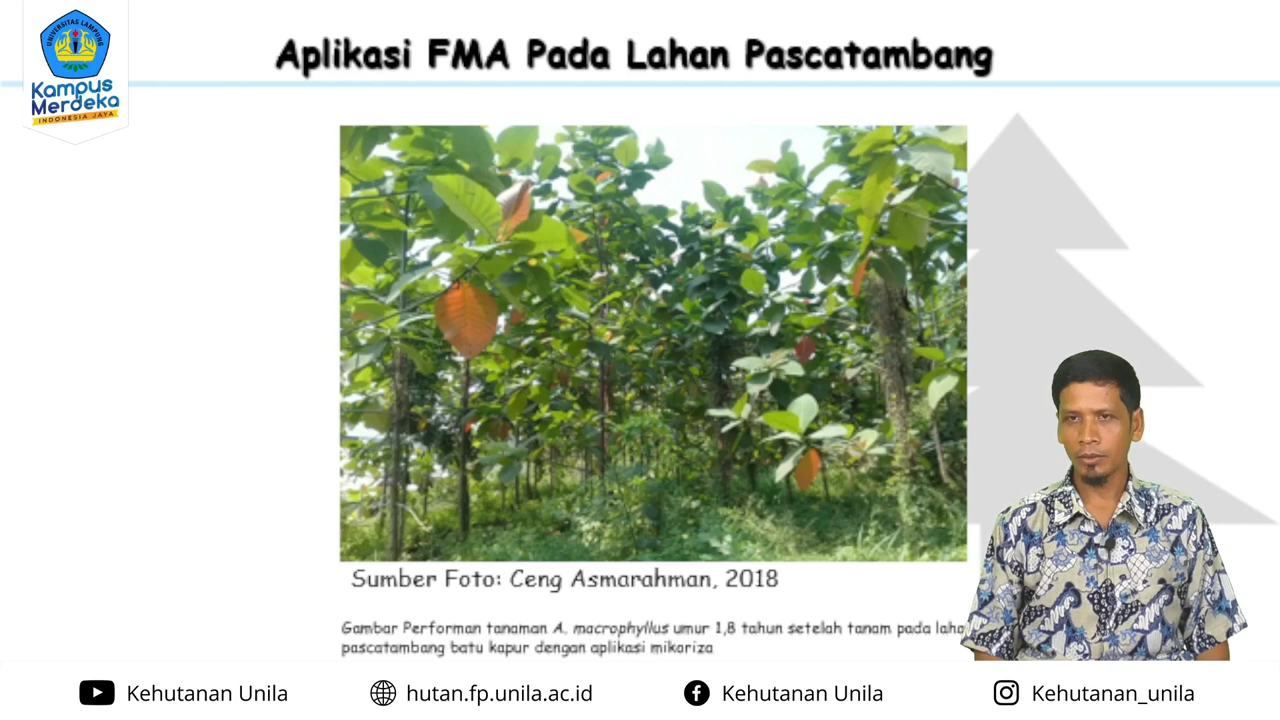 UNIVERSITAS LAMPUNG
Kampus
Merdeka
INDONESIA JAYA
Aplikasi FMA Pada Lahan Pascatambang
Sumber Foto: Ceng Asmarahman, 2018
Gambar Performan tanaman A. macrophyllus umur 1,8 tahun setelah tanam pada
pascatambang batu kapur dengan aplikasi mikoriza
Kehutanan Unila
hutan.fp.unila.ac.id
Kehutanan Unila
Kehutanan_unila